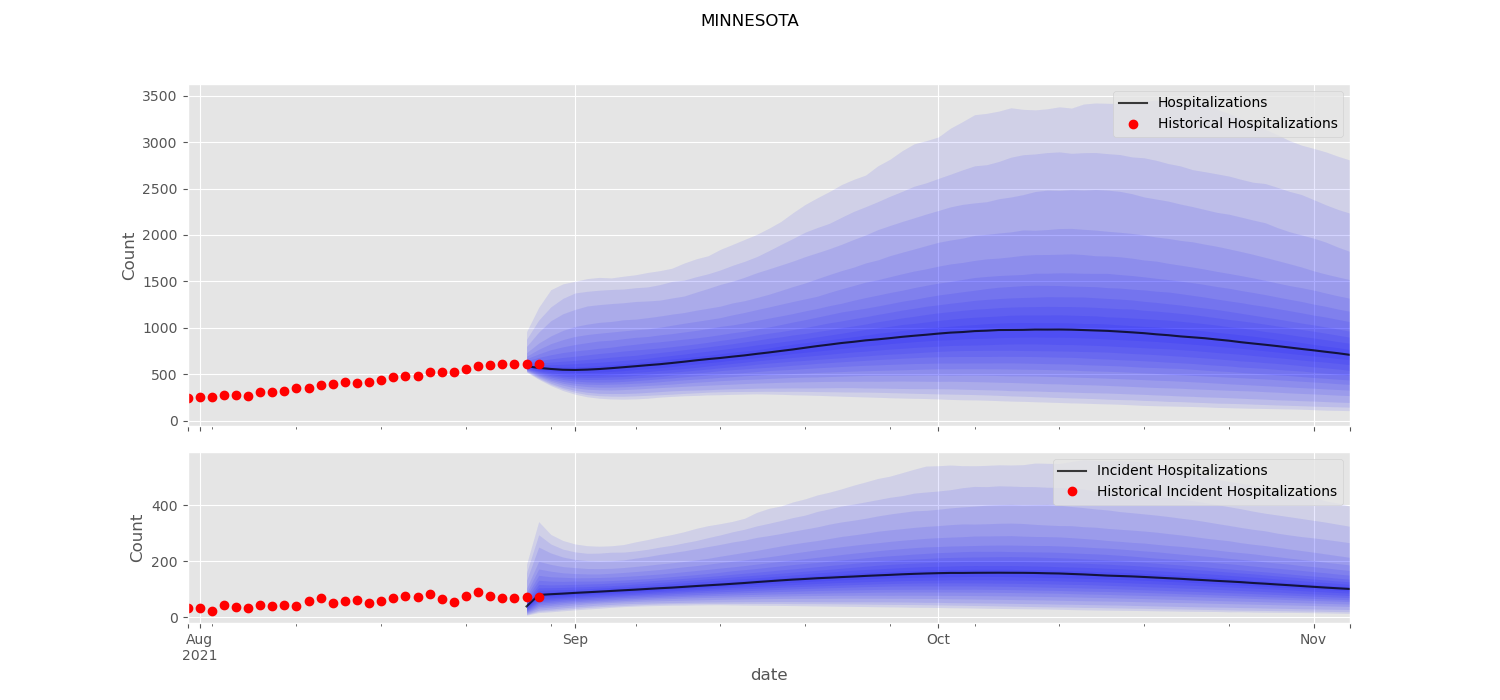 MINNESOTA
3500
3000
2500
2000
1500
1000
500
0
Count
Hospitalizations
Historical Hospitalizations
400
200
0
Count
Incident Hospitalizations
Historical Incident Hospitalizations
Aug
2021
Sep
Oct
Nov
date